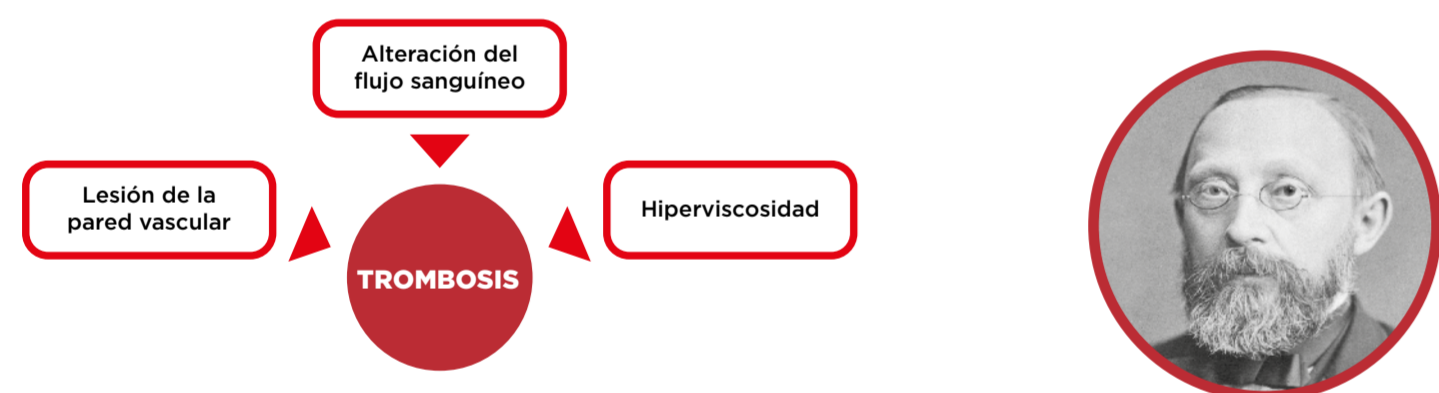 Alteración del
flujo sanguíneo
Lesión de la
pared vascular
Hiperviscosidad
TROMBOSIS